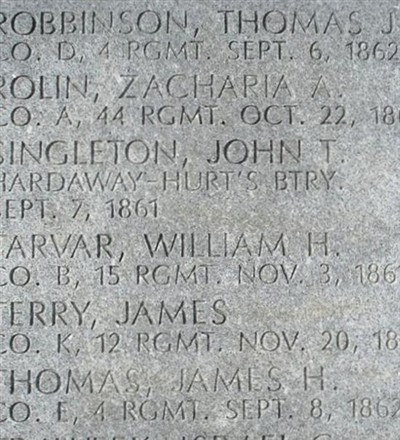 ROBBINSON, THOMAS J.
CO. D, 4 RGMT. SEPT. 6, 1862
ROLIN, ZACHARIA A.
CO. A, 44 RGMT. OCT. 22,
SINGLETON, JOHN T.
HARDAWAY-HURT'S BTRY.
SEPT. 7, 1861
TARVAR, WILLIAM H.
CO. B, 15 RGMT. NOV. 3, 186
TERRY, JAMES
CO. K, 12 RGMT. NOV. 20,
THOMAS, JAMES H.
CO. E, 4 RGMT. SEPT. 8, 1862